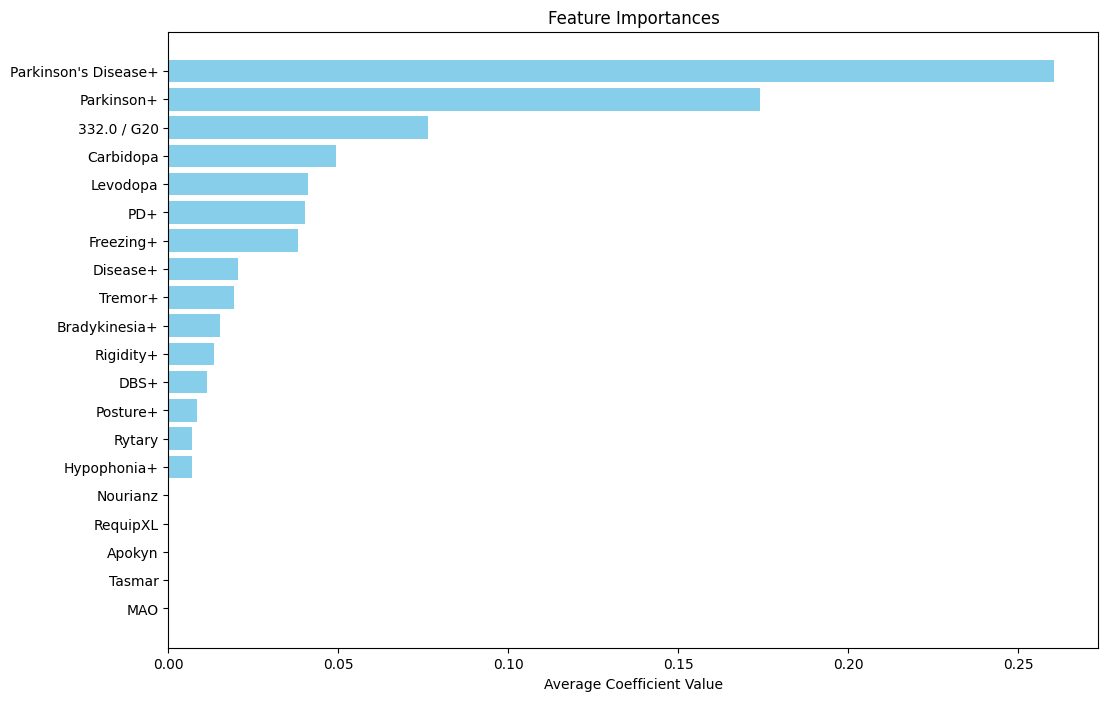 Feature Importances
Parkinson's Disease+
Parkinson+
332.0 / G20
Carbidopa
Levodopa
PD+
Freezing+
Disease+
Tremor+
Bradykinesia+
Rigidity+
DBS+
Posture+
Rytary
Hypophonia+
Nourianz
RequipXL
Apokyn
Tasmar
MAO
0.00 0.05 0.10 0.15 0.20 0.25
Average Coefficient Value